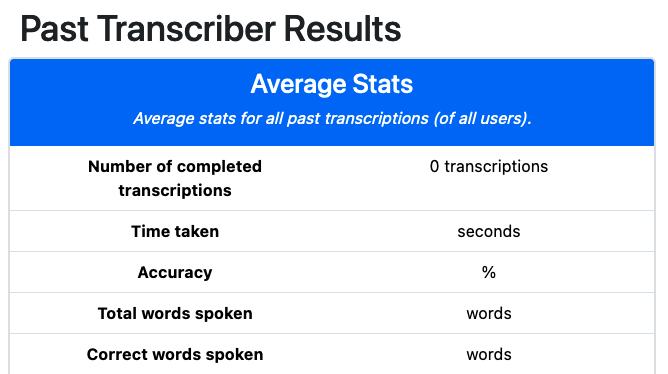 Past Transcriber Results
Average Stats
Average stats for all past transcriptions (of all users).
Number of completed 0 transcriptions
transcriptions
Time taken seconds
Accuracy %
Total words spoken words
Correct words spoken words